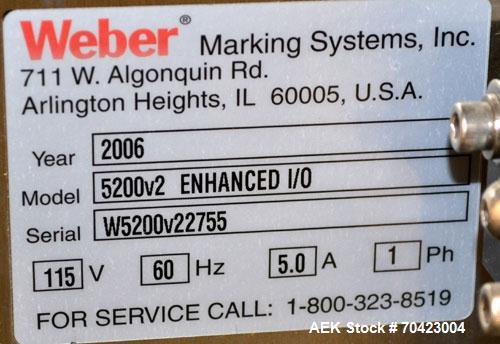 Weber® Marking Systems, Inc.
711 W. Algonquin Rd.
Arlington Heights, IL 60005, U.S.A.
Year 2006
Model 5200v2 ENHANCED I/O
Serial W5200v22755
115 V 60 Hz 5.0 A 1 Ph
FOR SERVICE CALL: 1-800-323-8519
AEK Stock # 70423004